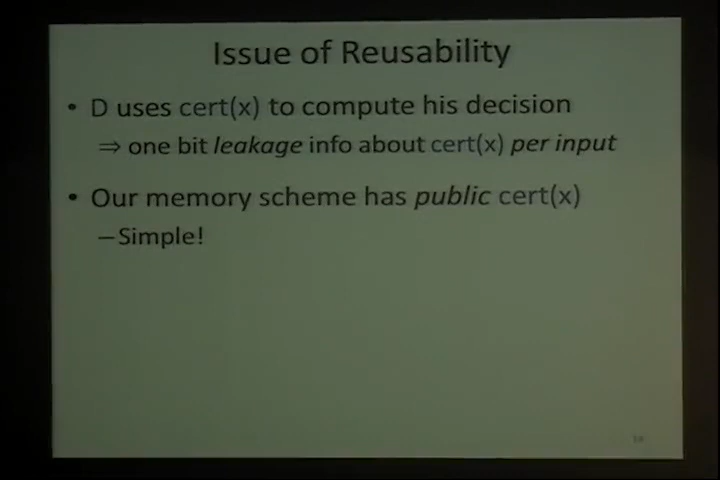 Issue of Reusability
• D uses cert(x) to compute his decision
⇒ one bit leakage info about cert(x) per input
• Our memory scheme has public cert(x)
–Simple!